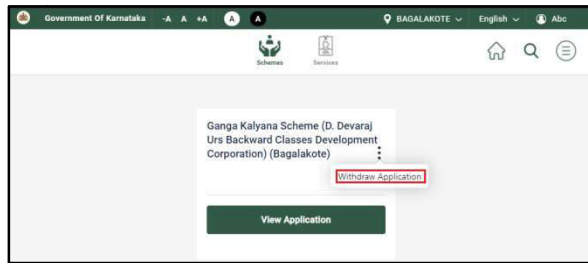 Government Of Karnataka -A A +A A A BAGALAKOTE English Abc
Schemes Services
Ganga Kalyana Scheme (D. Devaraj
Urs Backward Classes Development
Corporation) (Bagalakote)
Withdraw Application
View Application